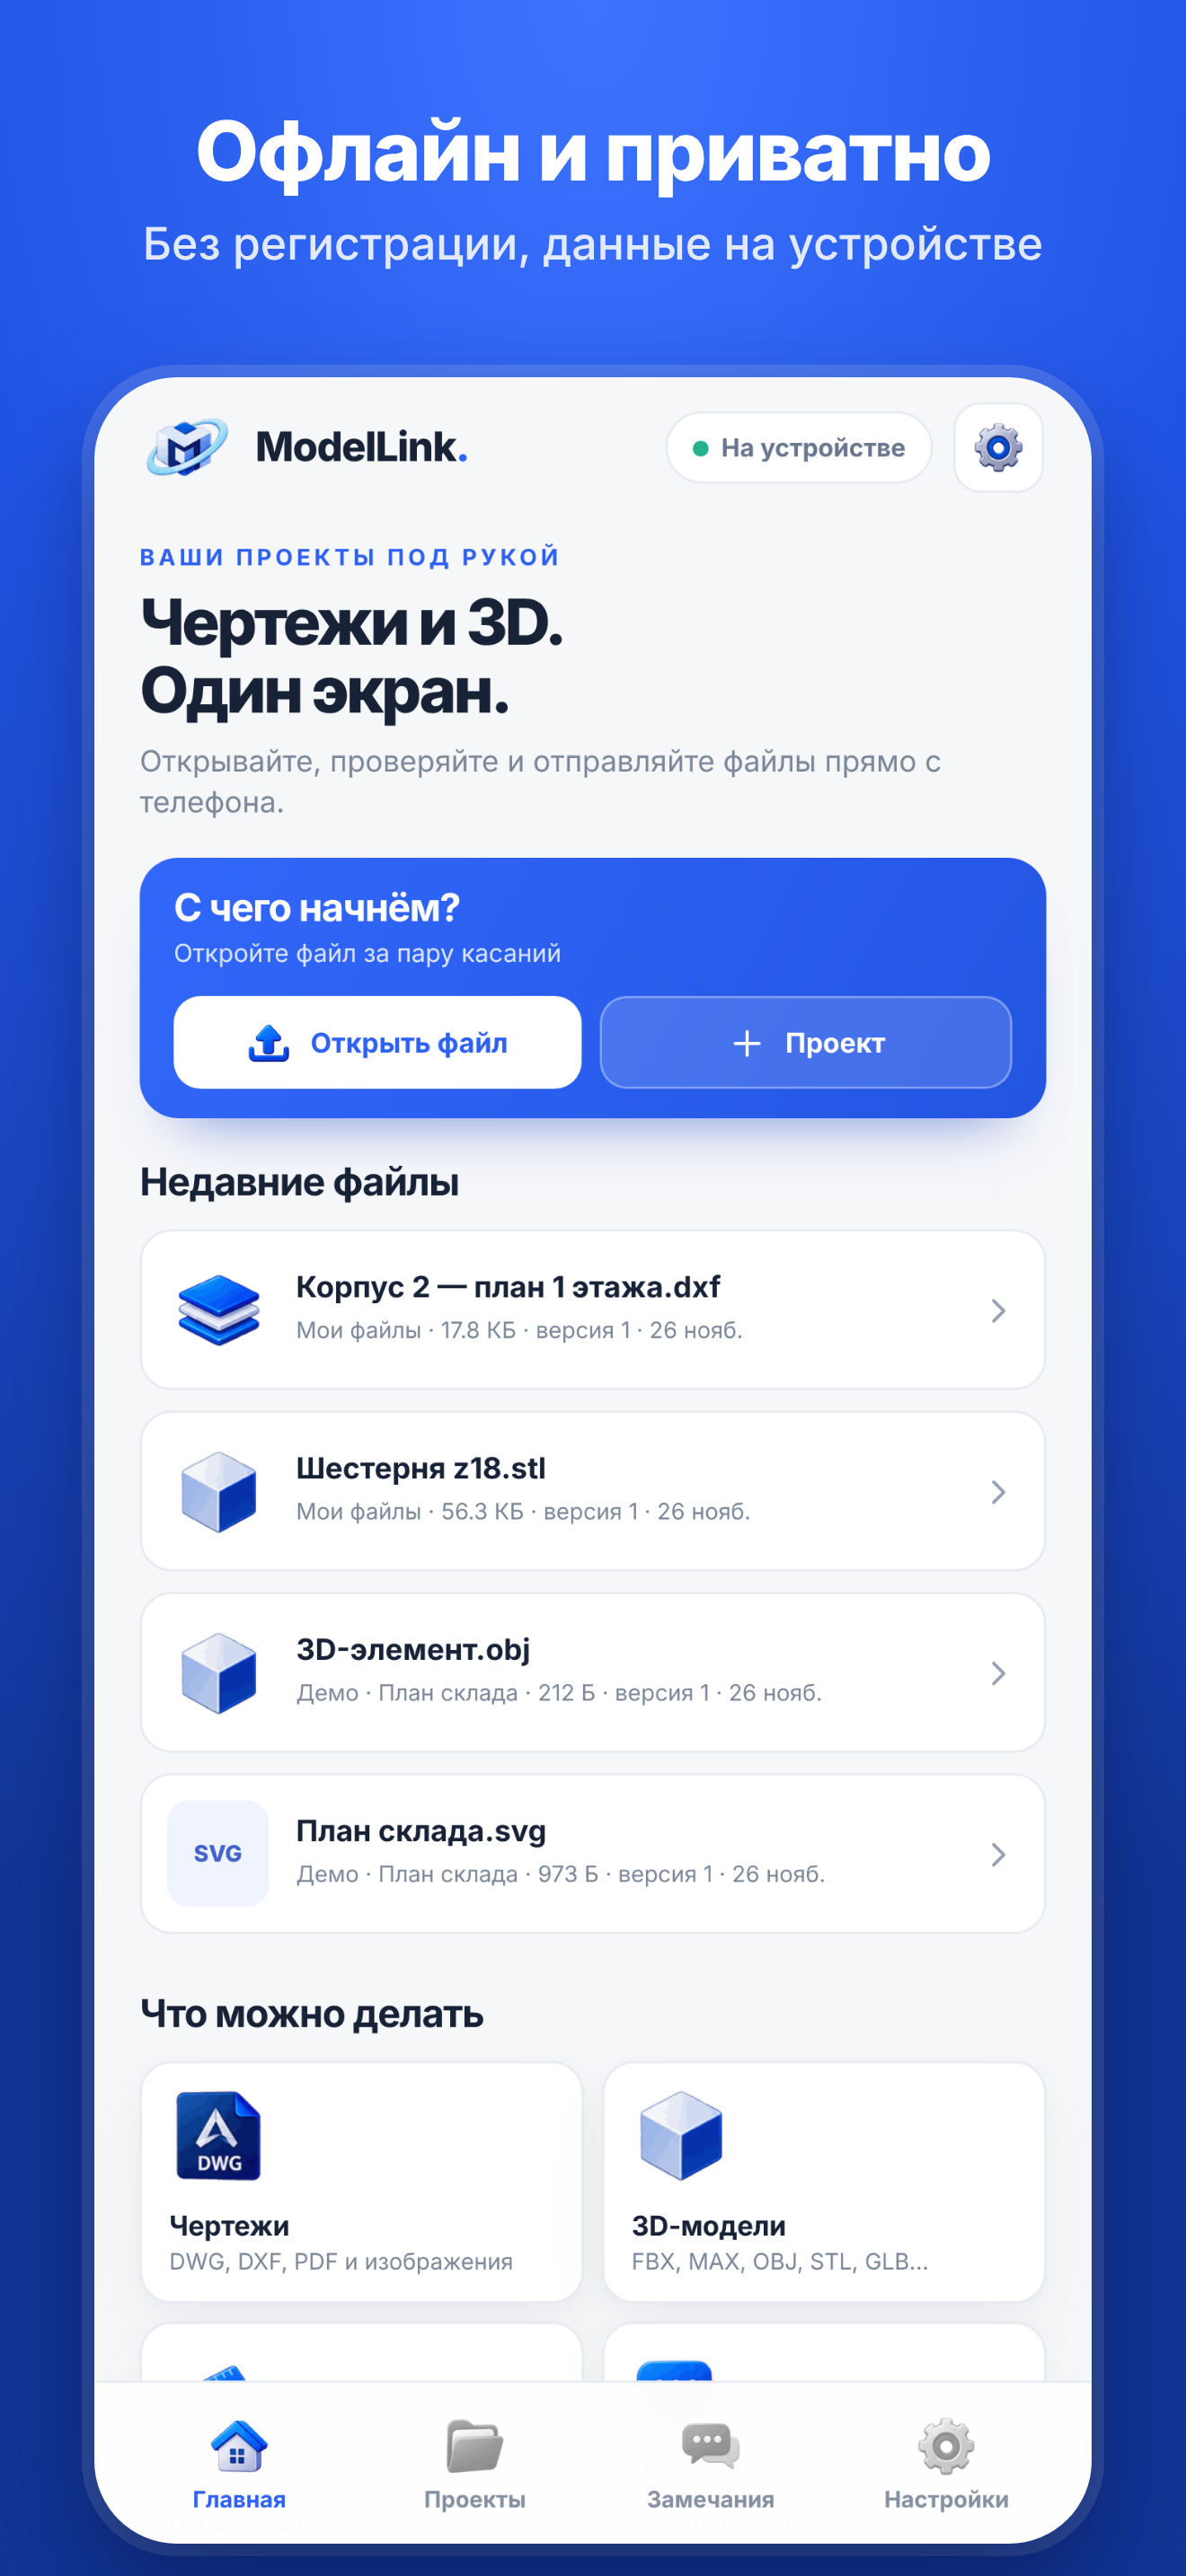 Офлайн и приватно
Без регистрации, данные на устройстве
ModelLink.
На устройстве
ВАШИ ПРОЕКТЫ ПОД РУКОЙ
Чертежи и 3D.
Один экран.
Открывайте, проверяйте и отправляйте файлы прямо с
телефона.
С чего начнём?
Откройте файл за пару касаний
Открыть файл
Проект
Недавние файлы
Корпус 2 — план 1 этажа.dxf
Мои файлы · 17.8 КБ · версия 1 · 26 нояб.
Шестерня z18.stl
Мои файлы · 56.3 КБ · версия 1 · 26 нояб.
3D-элемент.obj
Демо · План склада · 212 Б · версия 1 · 26 нояб.
SVG
План склада.svg
Демо · План склада · 973 Б · версия 1 · 26 нояб.
Что можно делать
DWG
Чертежи
DWG, DXF, PDF и изображения
3D-модели
FBX, MAX, OBJ, STL, GLB...
Главная
Проекты
Замечания
Настройки